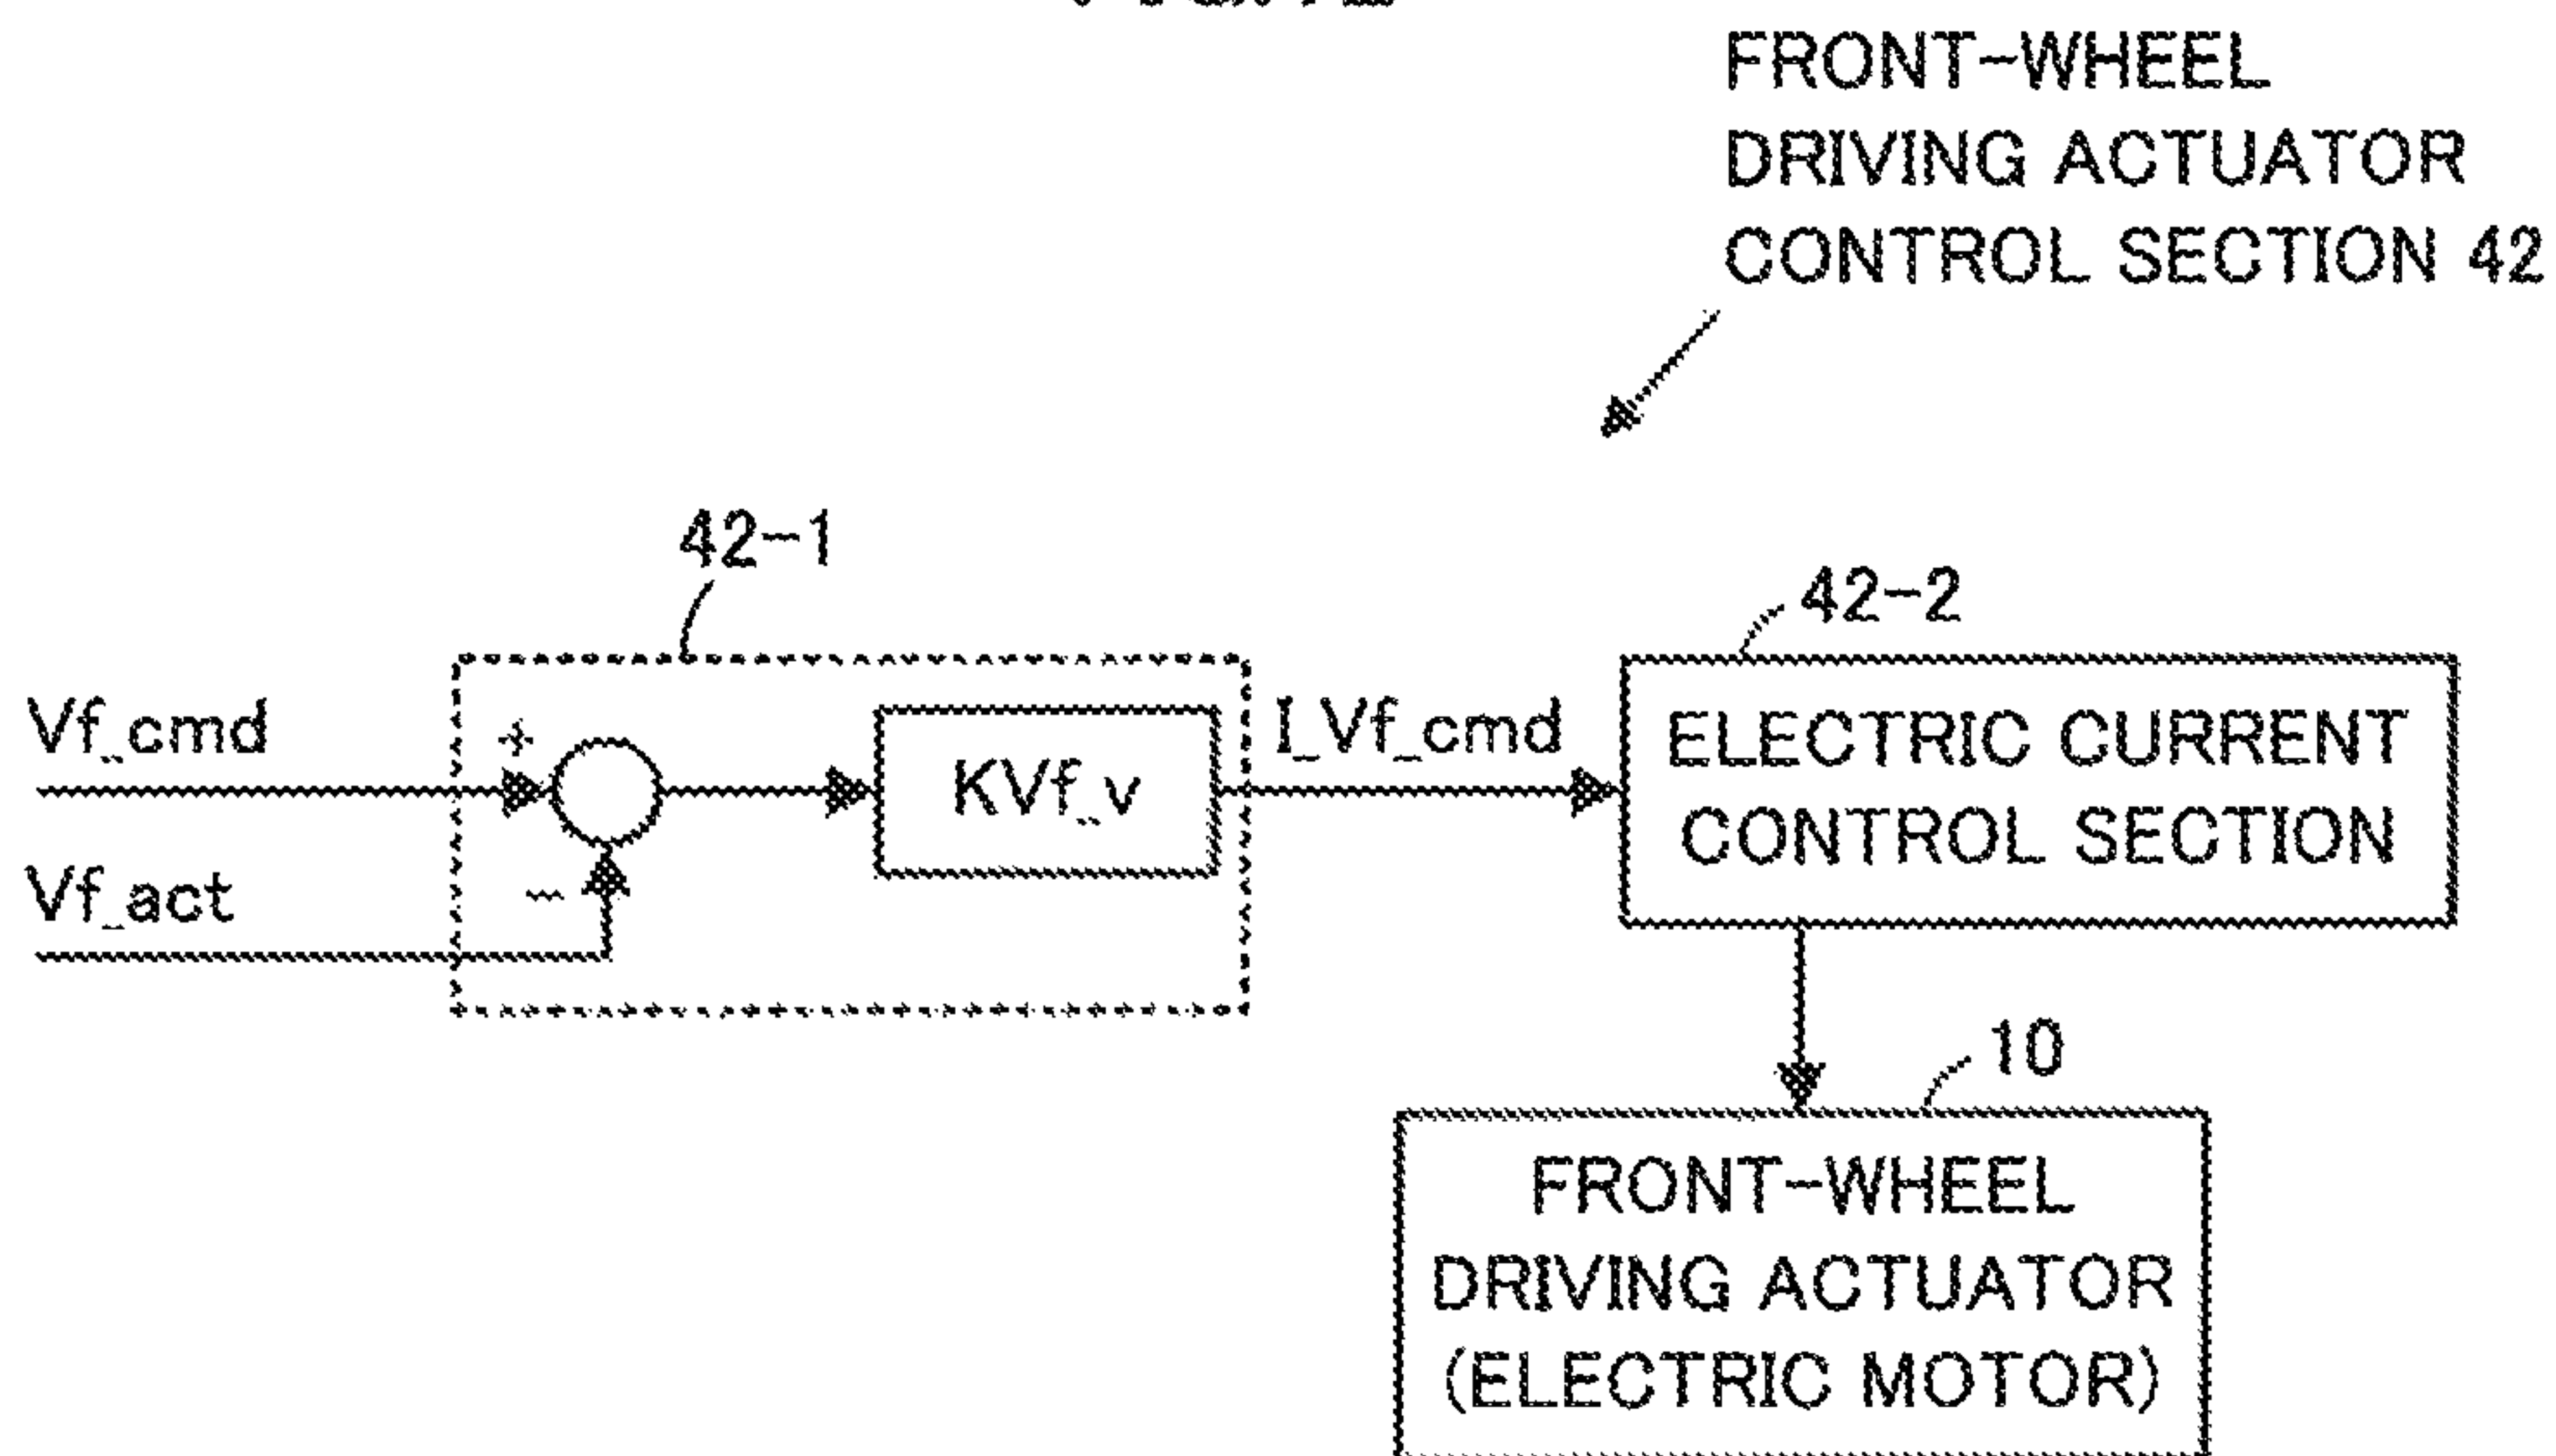 FRONT-WHEEL
DRIVING ACTUATOR
CONTROL SECTION 42
42-1
42-2
Vf_cmd
+
KVf_v
I_Vf_cmd
ELECTRIC CURRENT
CONTROL SECTION
Vf_act
-
10
FRONT-WHEEL
DRIVING ACTUATOR
(ELECTRIC MOTOR)